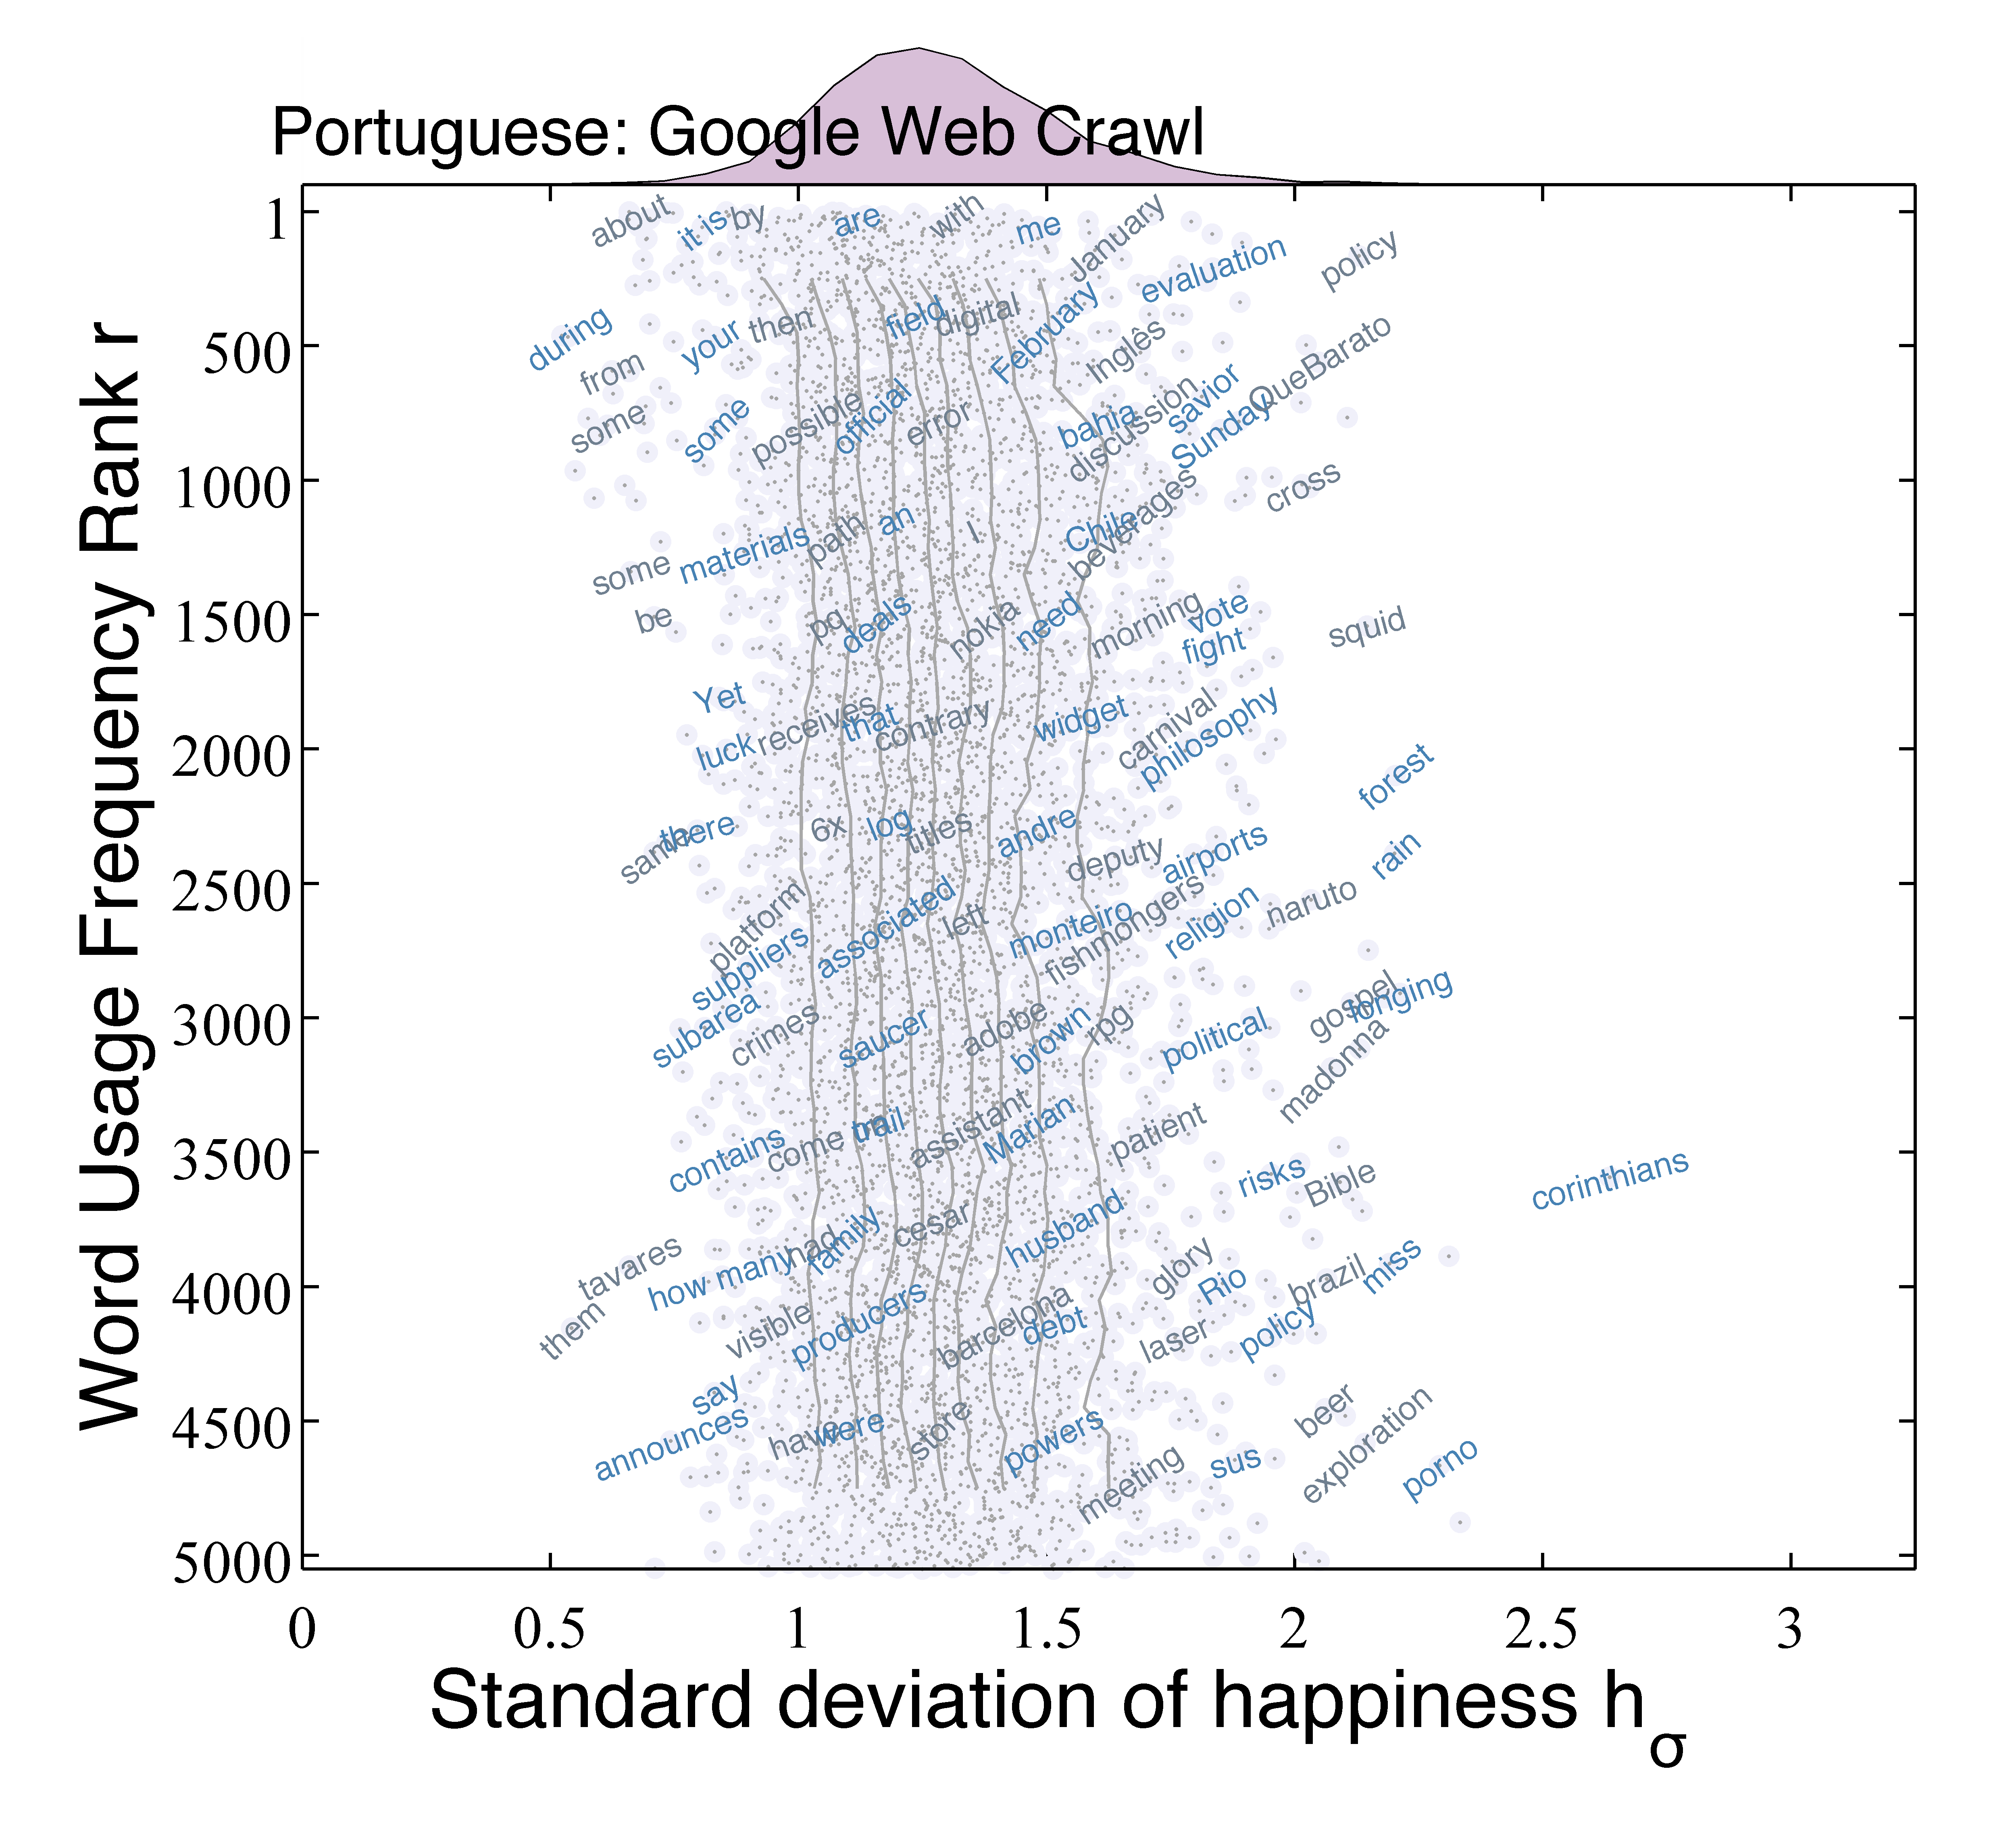 Portuguese: Google Web Crawl
1
500
1000
1500
2000
2500
3000
3500
4000
4500
5000
Word Usage Frequency Rank r
about
it is
by
are
with
me
January
evaluation
policy
during
your
then
field
digital
February
Inglês
QueBarato
from
some
some
possible
official
error
bahia
discussion
savior
Sunday
cross
some
materials
path
an
I
Chile
beverages
be
pq
deals
nokia
need
morning
vote
fight
squid
Yet
luck
receives
that
contrary
widget
carnival
philosophy
forest
same
there
6x
log
titles
andre
deputy
airports
rain
platform
suppliers
associated
left
monteiro
fishmongers
religion
naruto
subarea
crimes
saucer
adobe
brown
rpg
political
gospel
longing
madonna
contains
come
trail
assistant
Marian
patient
risks
Bible
corinthians
tavares
how many
had
family
cesar
husband
glory
Rio
brazil
miss
them
visible
producers
barcelona
debt
laser
policy
say
announces
have
were
store
powers
meeting
sus
beer
exploration
porno
0 0.5 1 1.5 2 2.5 3
Standard deviation of happiness h
σ